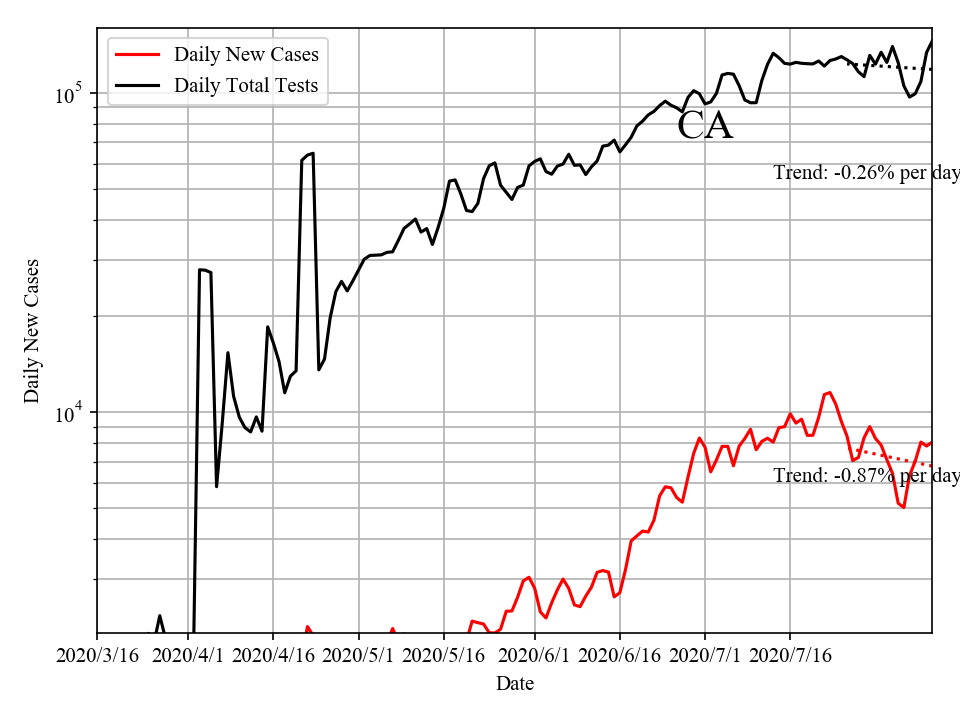 Daily New Cases
Daily Total Tests
10^5
CA
Trend: -0.26% per day
Daily New Cases
10^4
Trend: -0.87% per day
2020/3/16 2020/4/1 2020/4/16 2020/5/1 2020/5/16 2020/6/1 2020/6/16 2020/7/1 2020/7/16
Date